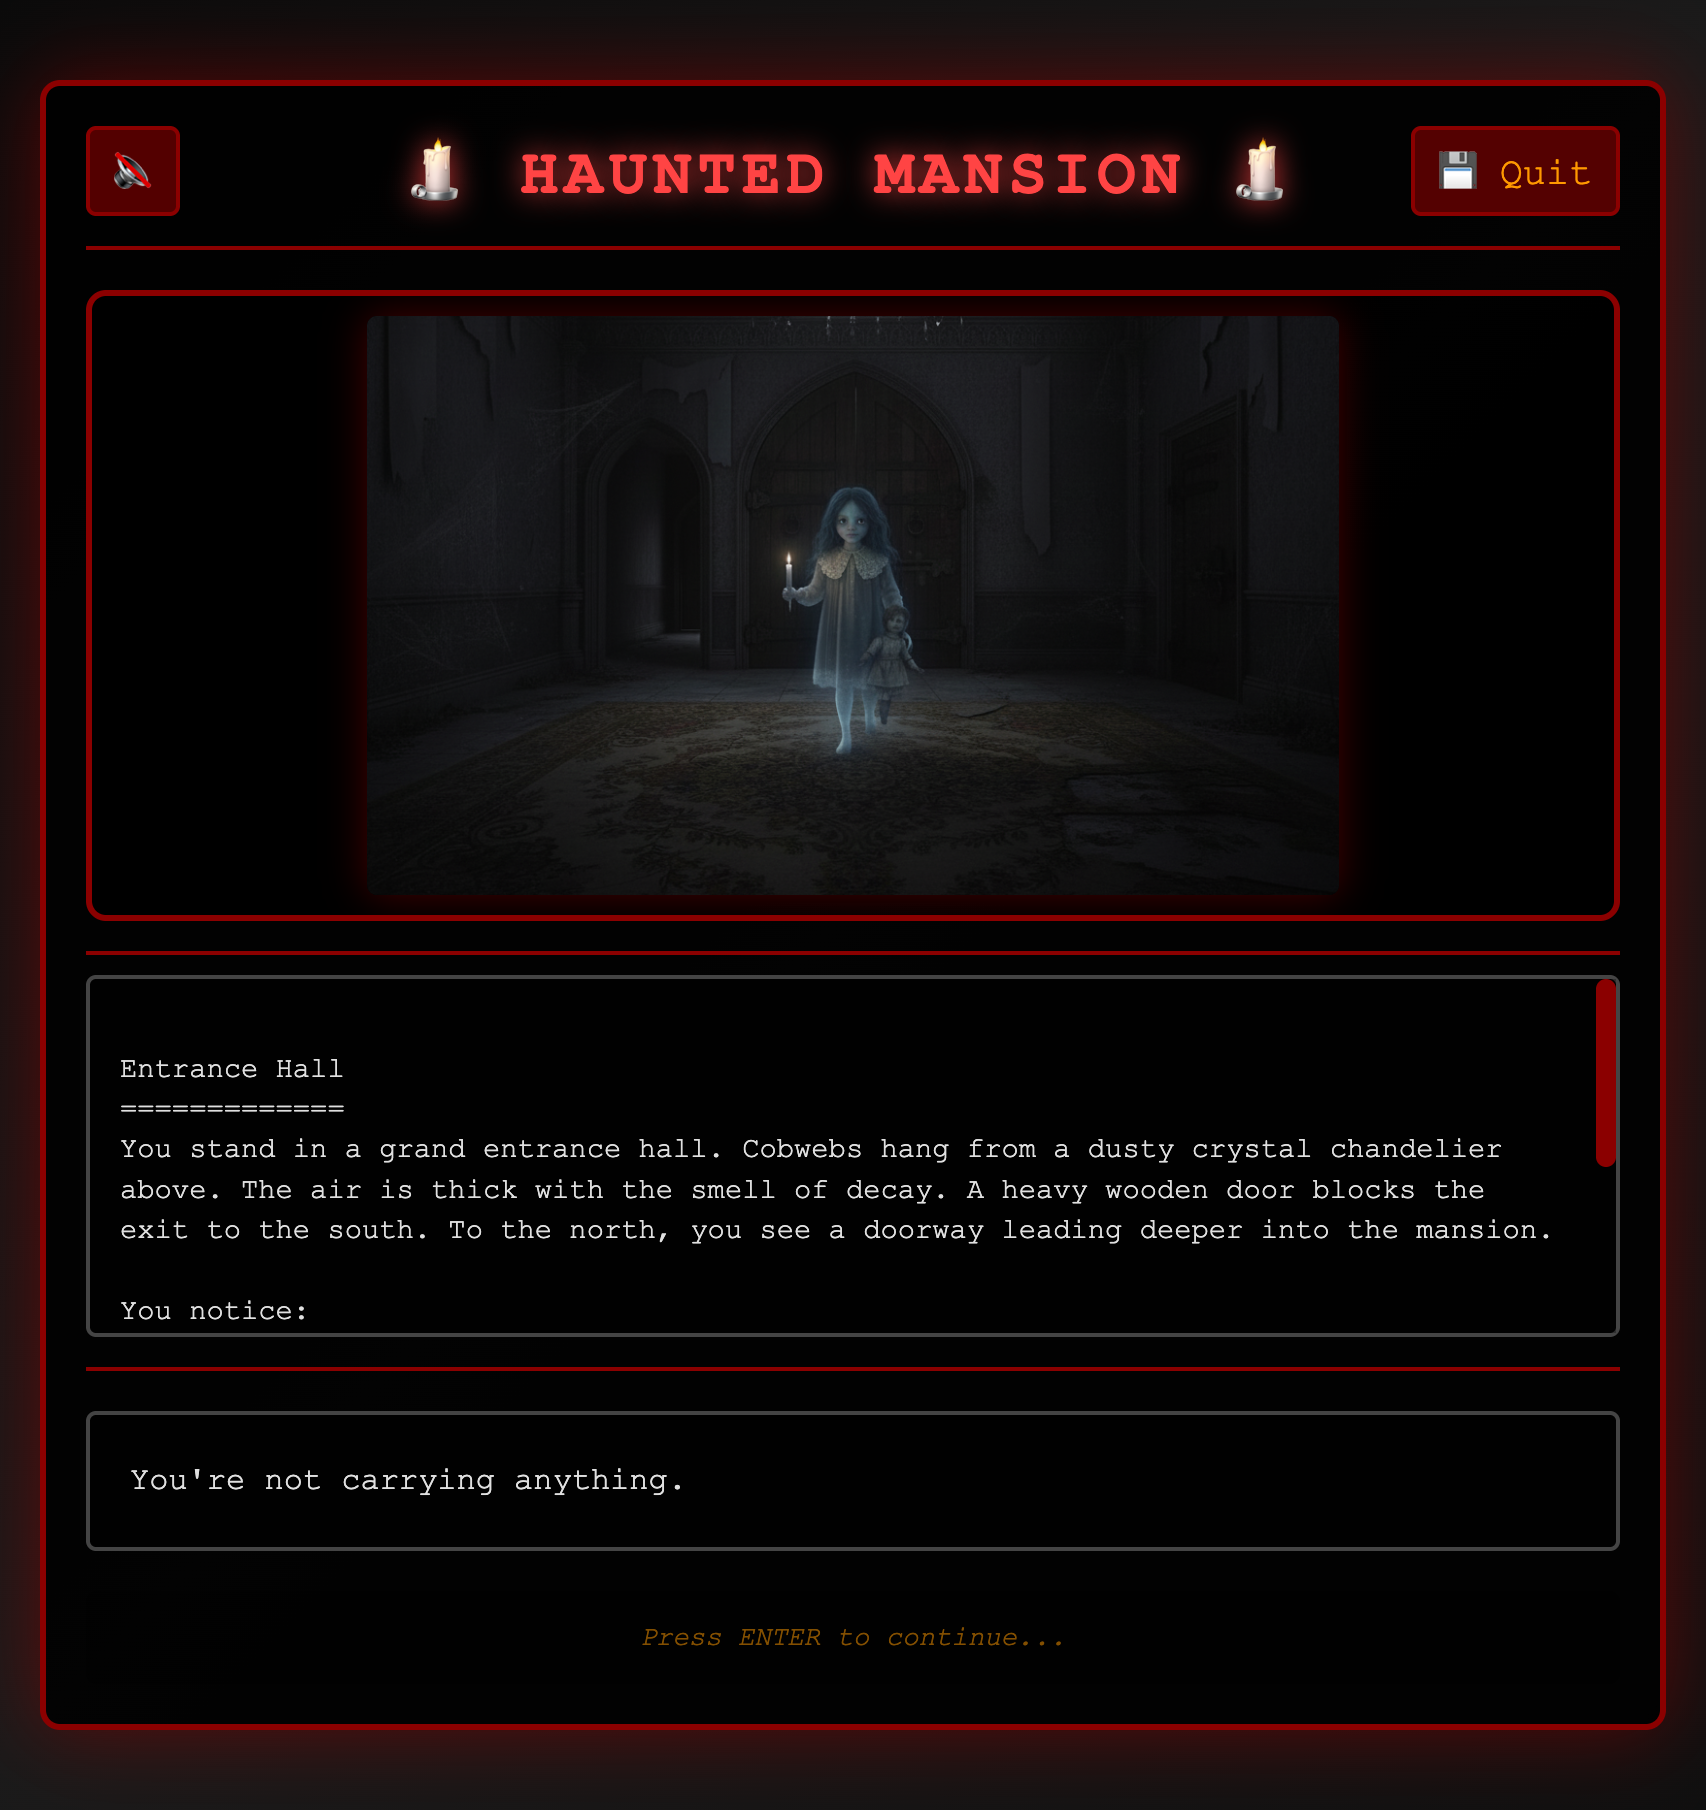 HAUNTED MANSION
Quit
Entrance Hall
=============
You stand in a grand entrance hall. Cobwebs hang from a dusty crystal chandelier
above. The air is thick with the smell of decay. A heavy wooden door blocks the
exit to the south. To the north, you see a doorway leading deeper into the mansion.
You notice:
You're not carrying anything.
Press ENTER to continue...